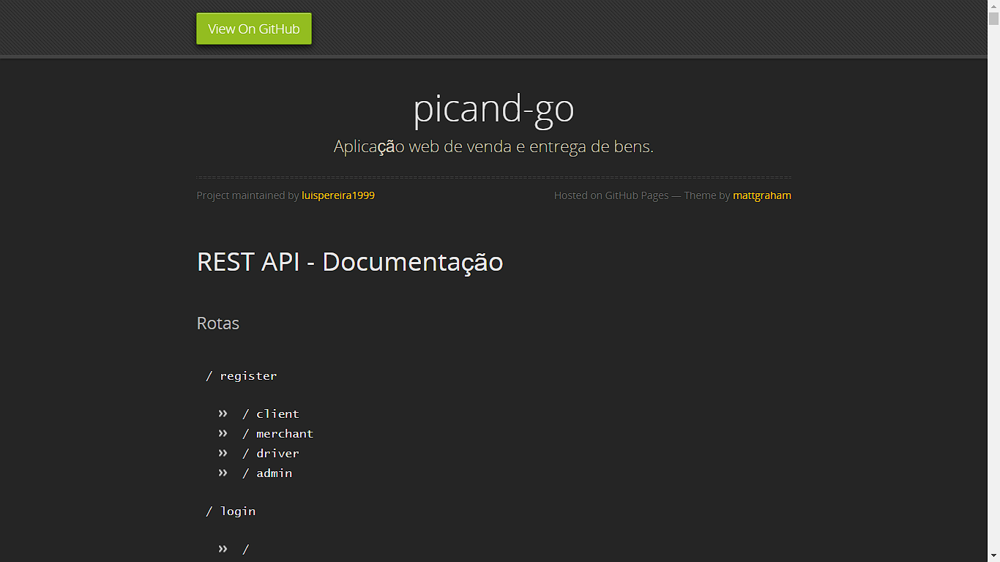 View On GitHub
picand-go
Aplicação web de venda e entrega de bens.
Project maintained by luispereira1999
Hosted on GitHub Pages — Theme by mattgraham
REST API - Documentação
Rotas
/ register
» / client
» / merchant
» / driver
» / admin
/ login
» /